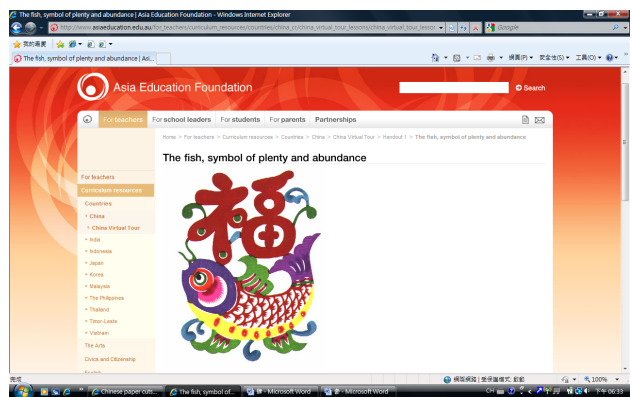 The fish, symbol of plenty and abundance | Asia Education Foundation - Windows Internet Explorer
http://www.asiaeducation.edu.au/for_teachers/curriculum_resources/countries/china_cr/china_virtual_tour_lessons/china_virtual_tour_lesson
Google
我的最愛
The fish, symbol of plenty and abundance | Asi...
網頁(P) 安全性(S) 工具(O)
Asia Education Foundation
Search
For teachers For school leaders For students For parents Partnerships
Home > For teachers > Curriculum resources > Countries > China > China Virtual Tour > Handout 1 > The fish, symbol of plenty and abundance
The fish, symbol of plenty and abundance
福
For teachers
Curriculum resources
Countries
China
China Virtual Tour
India
Indonesia
Japan
Korea
Malaysia
The Philippines
Thailand
Timor-Leste
Vietnam
The Arts
Civics and Citizenship
English
完成
網際網路 | 受保護模式: 啟動
100%
Chinese paper cuts...
The fish, symbol of...
- Microsoft Word
- Microsoft Word
CH
下午 06:33